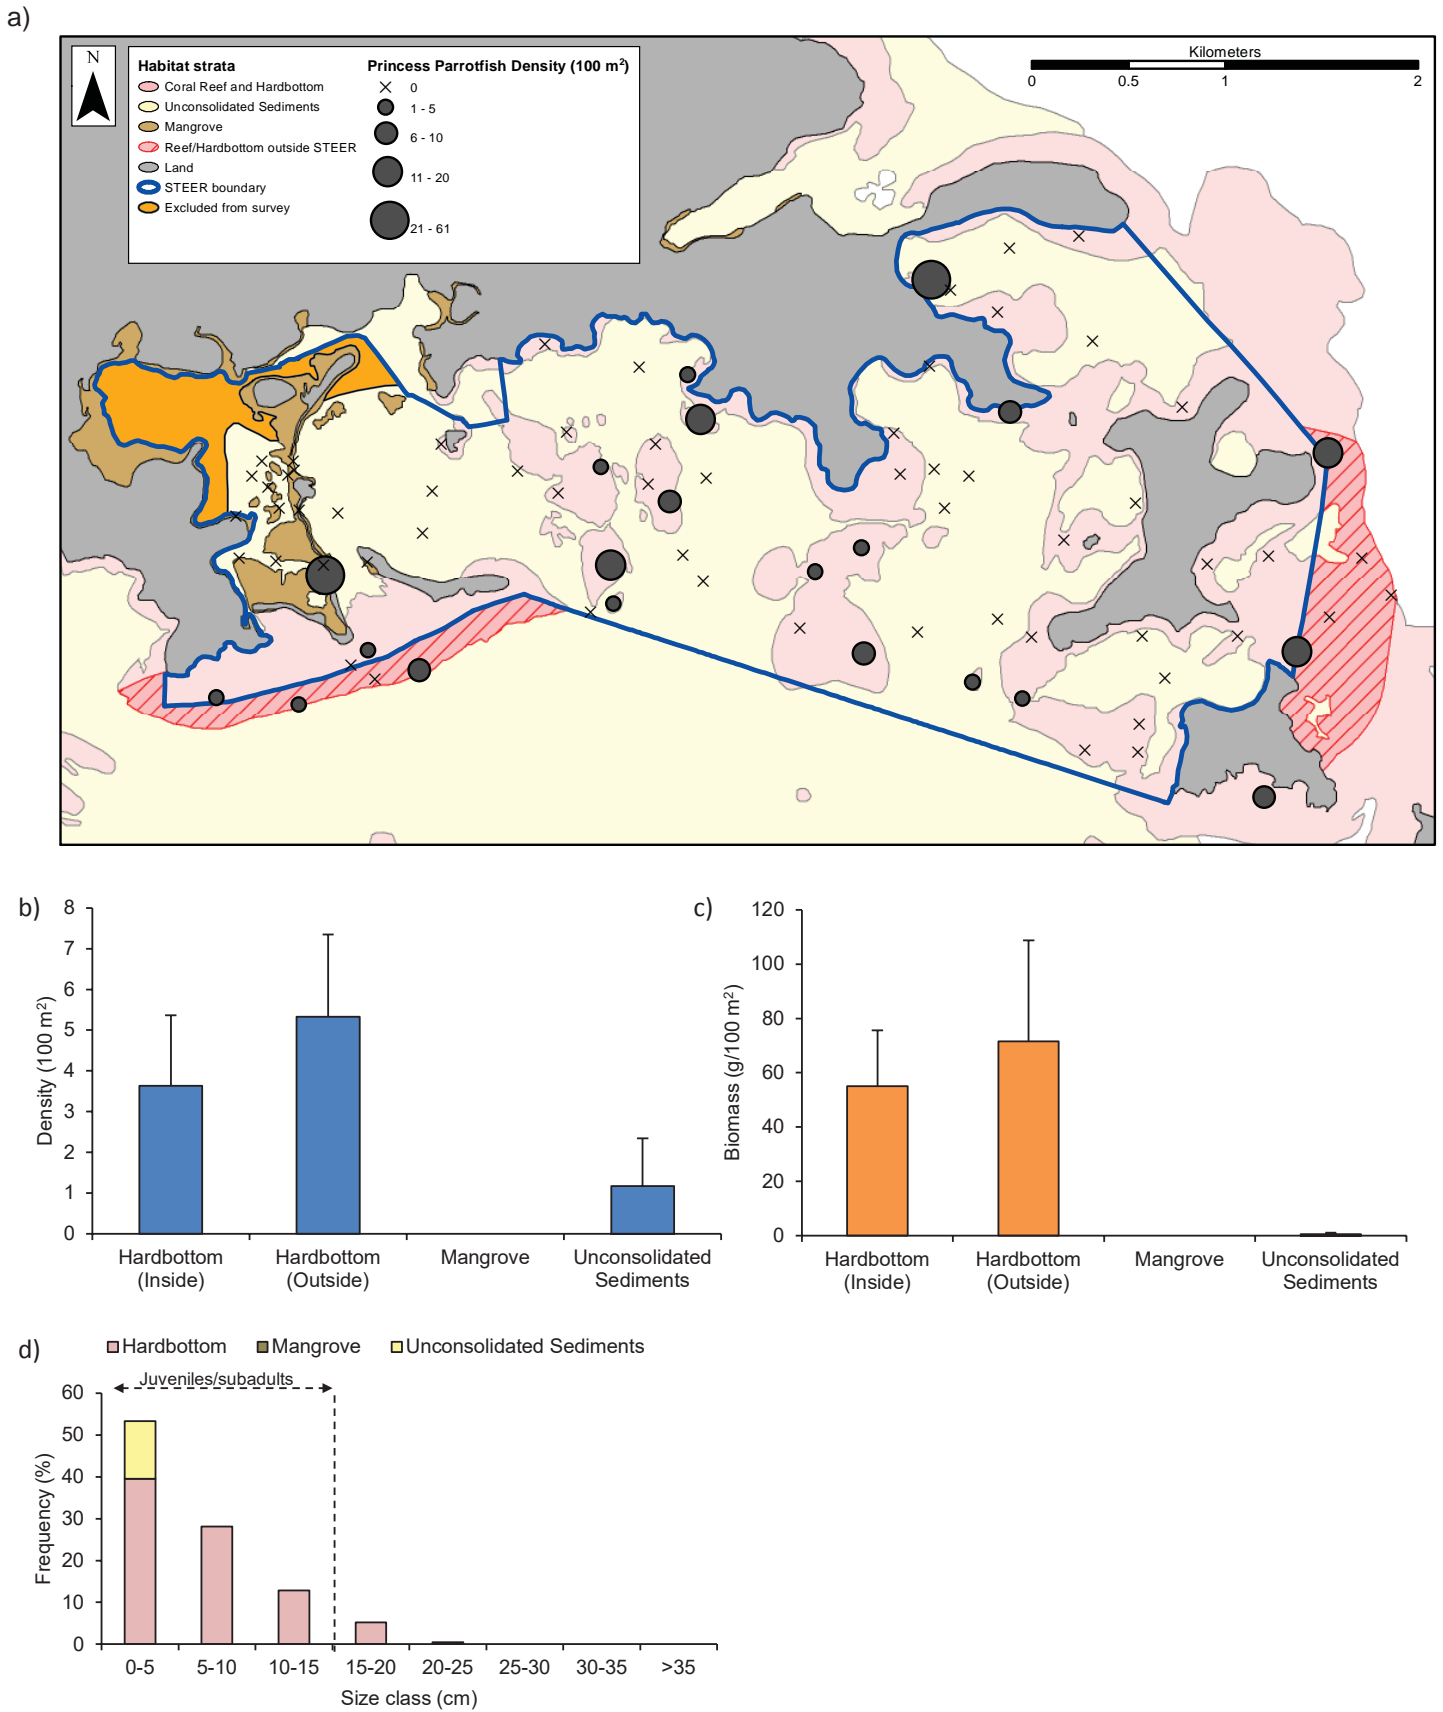 a)
N
Habitat strata
Coral Reef and Hardbottom
Unconsolidated Sediments
Mangrove
Reef/Hardbottom outside STEER
Land
STEER boundary
Excluded from survey
Princess Parrotfish Density (100 m²)
0
1 - 5
6 - 10
11 - 20
21 - 61
Kilometers
0 0.5 1 2
b)
8
7
6
5
4
3
2
1
0
Density (100 m²)
Hardbottom (Inside)
Hardbottom (Outside)
Mangrove
Unconsolidated Sediments
c)
120
100
80
60
40
20
0
Biomass (g/100 m²)
Hardbottom (Inside)
Hardbottom (Outside)
Mangrove
Unconsolidated Sediments
d)
Hardbottom Mangrove Unconsolidated Sediments
Juveniles/subadults
60
50
40
30
20
10
0
Frequency (%)
0-5 5-10 10-15 15-20 20-25 25-30 30-35 >35
Size class (cm)